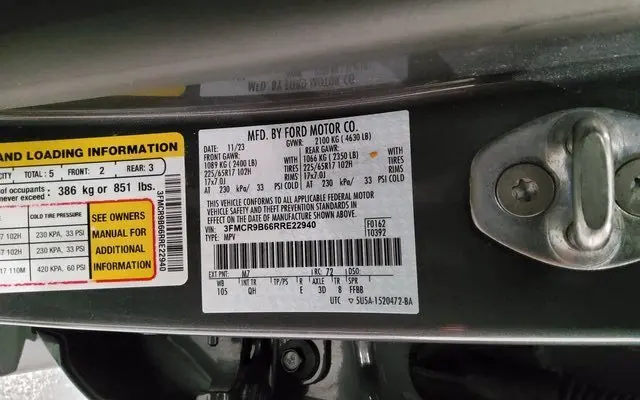 AND LOADING INFORMATION
CITY TOTAL: 5 FRONT: 2 REAR: 3
of occupants
never exceed: 386 kg or 851 lbs.
COLD TIRE PRESSURE
102H 230 KPA, 33 PSI
230 KPA, 33 PSI
110M 420 KPA, 60 PSI
SEE OWNERS
MANUAL FOR
ADDITIONAL
INFORMATION
3FMCR9B66RRE22940
MFD. BY FORD MOTOR CO.
DATE: 11/23 GVWR: 2100 KG ( 4630 LB)
FRONT GAWR: REAR GAWR:
1089 KG ( 2400 LB) WITH 1066 KG ( 2350 LB) WITH
225/65R17 102H TIRES 225/65R17 102H TIRES
17x7.0J RIMS 17x7.0J RIMS
AT 230 kPa/ 33 PSI COLD AT 230 kPa/ 33 PSI COLD
THIS VEHICLE CONFORMS TO ALL APPLICABLE FEDERAL MOTOR
VEHICLE SAFETY AND THEFT PREVENTION STANDARDS IN
EFFECT ON THE DATE OF MANUFACTURE SHOWN ABOVE.
VIN: 3FMCR9B66RRE22940 F0162
TYPE: MPV T0392
EXT PNT: M7 RC: 72 DSO:
WB INT TR TP/PS R AXLE TR SPR
105 QH E 3D 8 FFBB
UTC 5U5A-1520472-BA